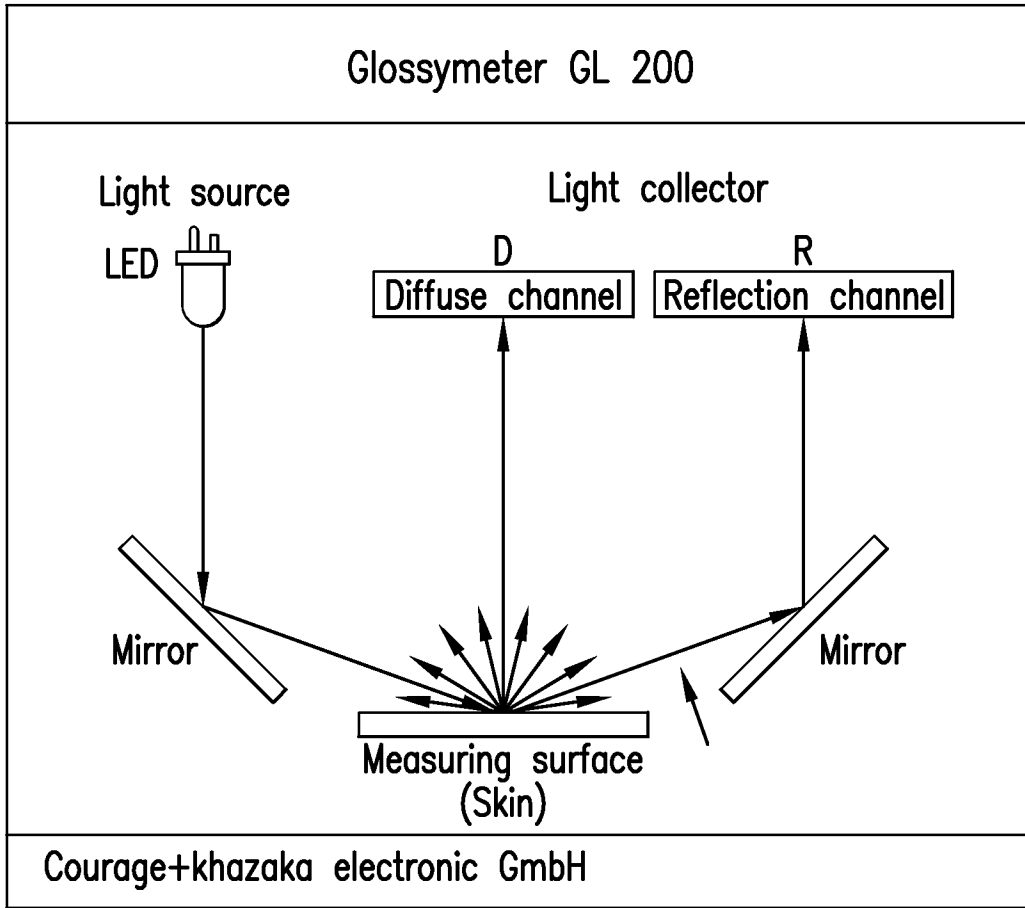 Glossymeter GL 200
Light source
Light collector
LED
D
R
Diffuse channel
Reflection channel
Mirror
Mirror
Measuring surface
(Skin)
Courage+khazaka electronic GmbH